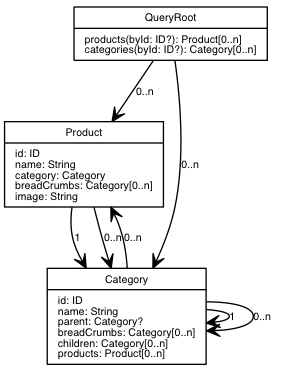 QueryRoot
products(byId: ID?): Product[0..n]
categories(byId: ID?): Category[0..n]
0..n
Product
0..n
id: ID
name: String
category: Category
breadCrumbs: Category[0..n]
image: String
1
0..n
0..n
Category
id: ID
name: String
parent: Category?
breadCrumbs: Category[0..n]
children: Category[0..n]
products: Product[0..n]
1
0..n